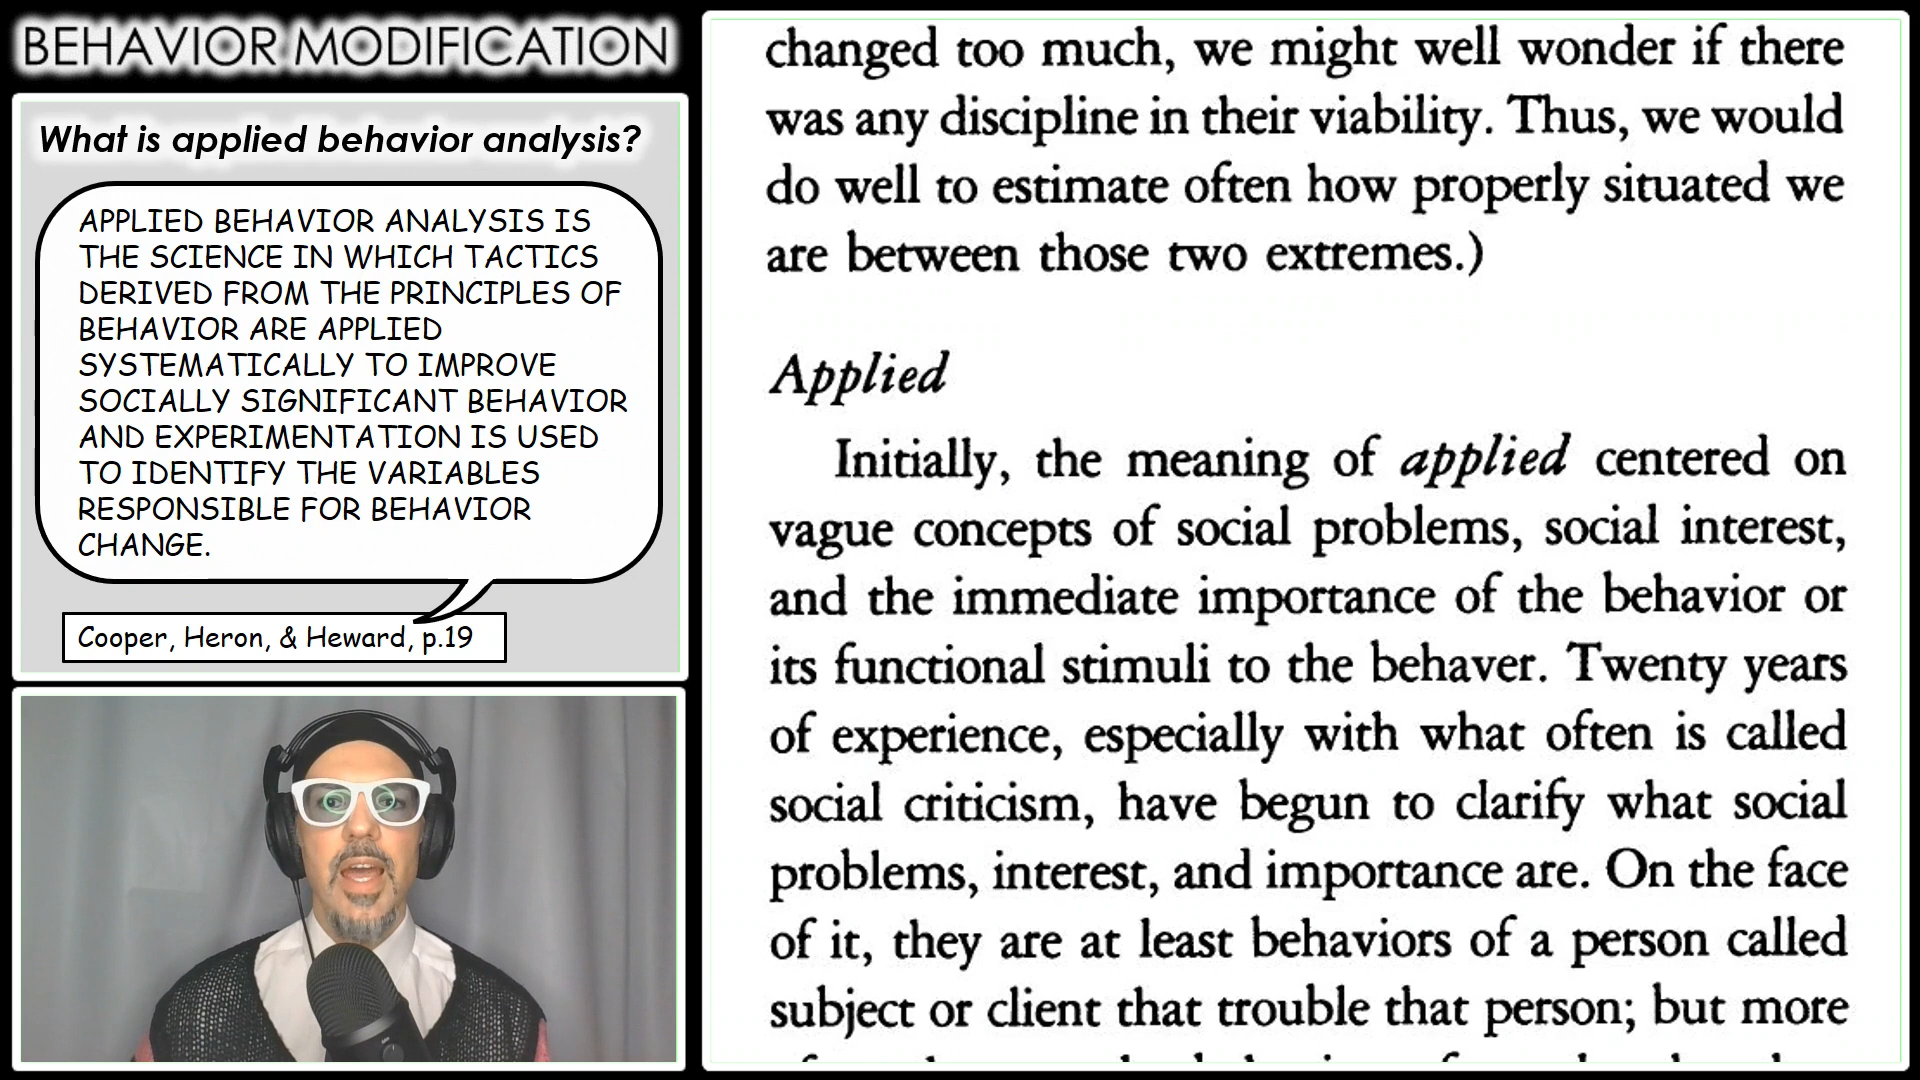 BEHAVIOR MODIFICATION
What is applied behavior analysis?
APPLIED BEHAVIOR ANALYSIS IS
THE SCIENCE IN WHICH TACTICS
DERIVED FROM THE PRINCIPLES OF
BEHAVIOR ARE APPLIED
SYSTEMATICALLY TO IMPROVE
SOCIALLY SIGNIFICANT BEHAVIOR
AND EXPERIMENTATION IS USED
TO IDENTIFY THE VARIABLES
RESPONSIBLE FOR BEHAVIOR
CHANGE.
Cooper, Heron, & Heward, p.19
changed too much, we might well wonder if there
was any discipline in their viability. Thus, we would
do well to estimate often how properly situated we
are between those two extremes.)
Applied
Initially, the meaning of applied centered on
vague concepts of social problems, social interest,
and the immediate importance of the behavior or
its functional stimuli to the behaver. Twenty years
of experience, especially with what often is called
social criticism, have begun to clarify what social
problems, interest, and importance are. On the face
of it, they are at least behaviors of a person called
subject or client that trouble that person; but more